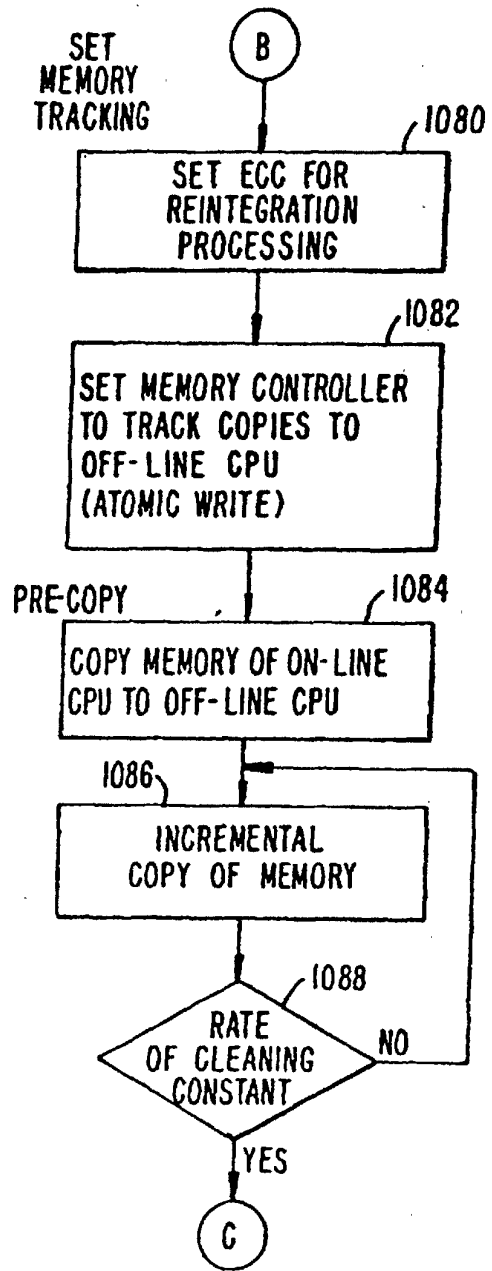 B
SET
MEMORY
TRACKING
1080
SET ECC FOR
REINTEGRATION
PROCESSING
1082
SET MEMORY CONTROLLER
TO TRACK COPIES TO
OFF-LINE CPU
(ATOMIC WRITE)
PRE-COPY
1084
COPY MEMORY OF ON-LINE
CPU TO OFF-LINE CPU
1086
INCREMENTAL
COPY OF MEMORY
1088
RATE
OF CLEANING
CONSTANT
NO
YES
C